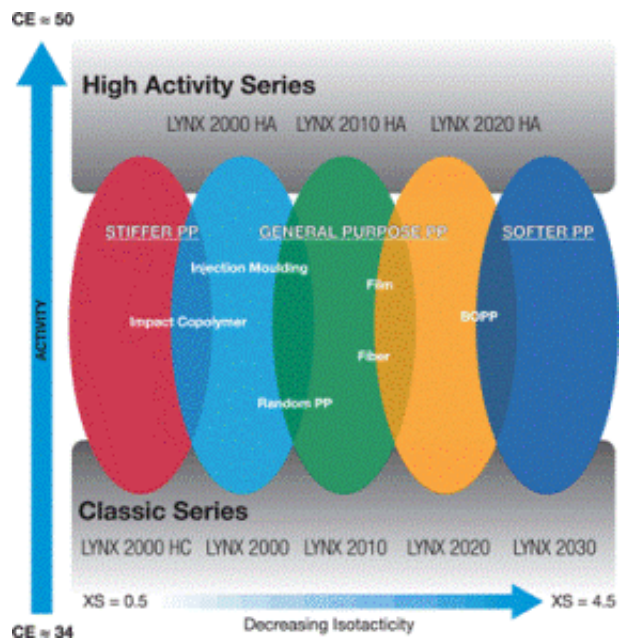 CE ≈ 50
High Activity Series
LYNX 2000 HA LYNX 2010 HA LYNX 2020 HA
STIFFER PP GENERAL PURPOSE PP SOFTER PP
Injection Moulding
Film
Impact Copolymer
BOPP
Fiber
Random PP
ACTIVITY
Classic Series
LYNX 2000 HC LYNX 2000 LYNX 2010 LYNX 2020 LYNX 2030
XS = 0.5 XS = 4.5
Decreasing Isotacticity
CE ≈ 34